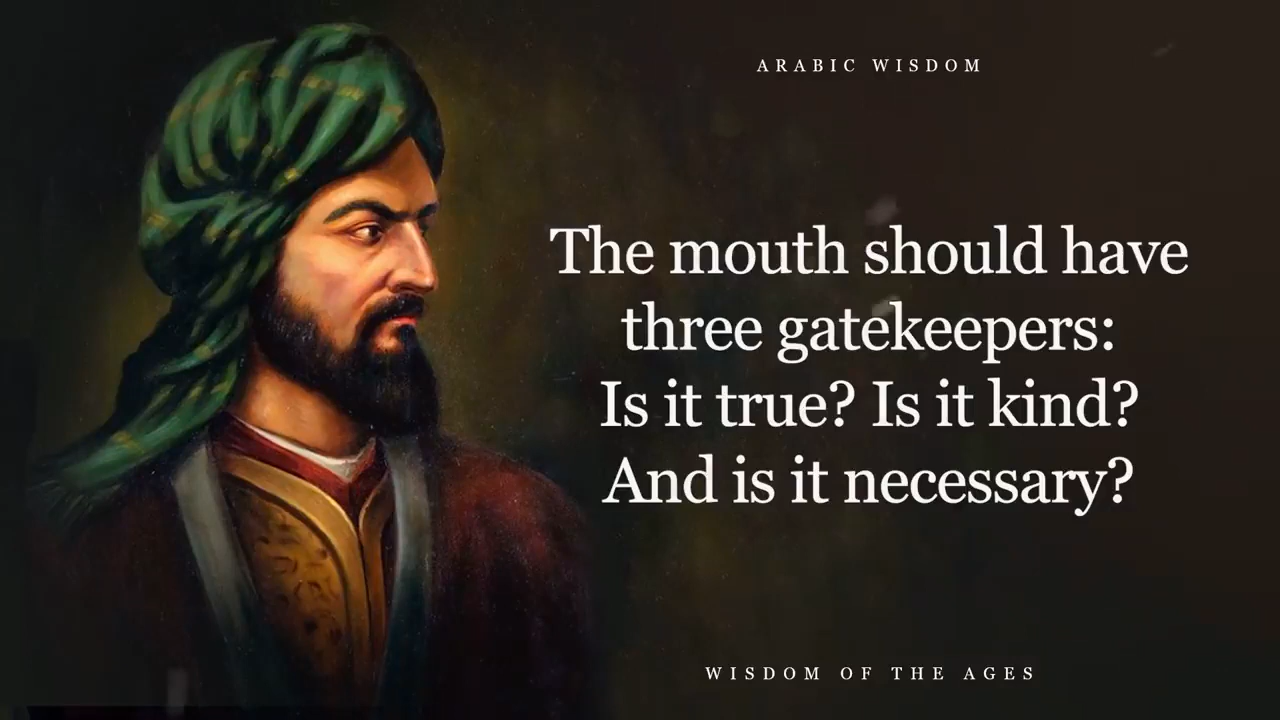 ARABIC WISDOM
The mouth should have
three gatekeepers:
Is it true? Is it kind?
And is it necessary?
WISDOM OF THE AGES